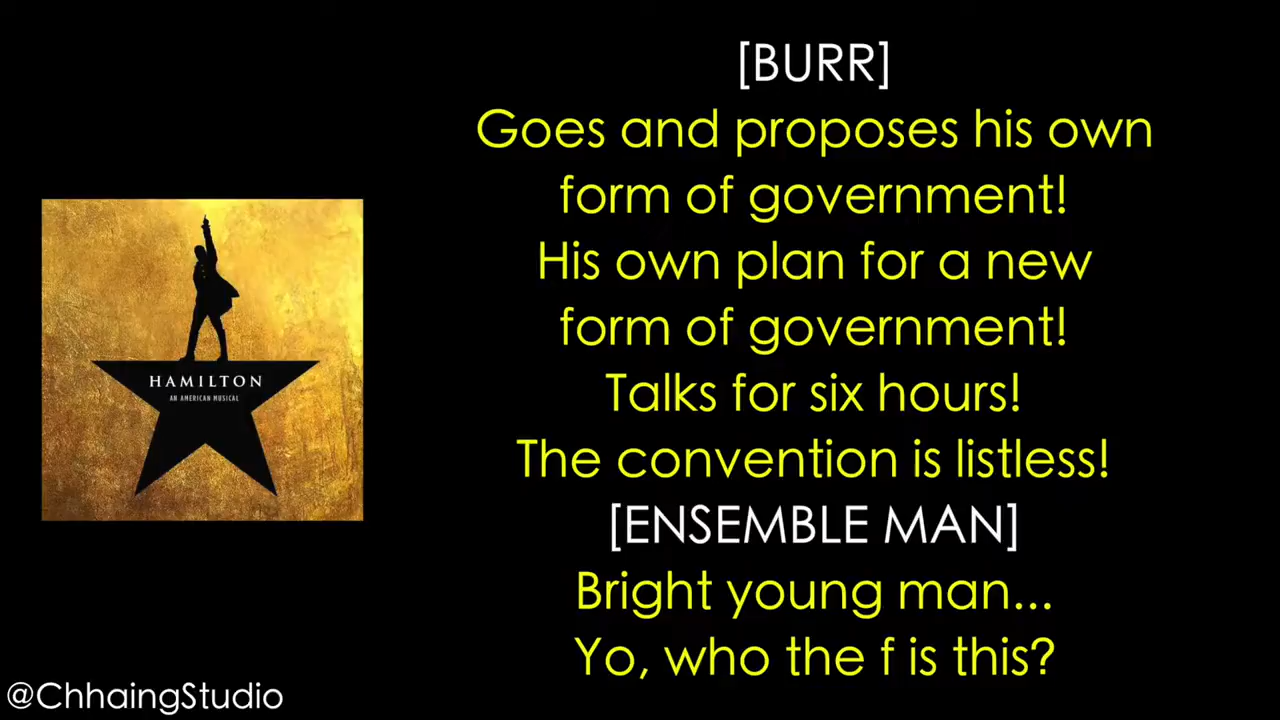 [BURR]
Goes and proposes his own
form of government!
His own plan for a new
form of government!
Talks for six hours!
The convention is listless!
[ENSEMBLE MAN]
Bright young man...
Yo, who the f is this?
HAMILTON
AN AMERICAN MUSICAL
@ChhaingStudio